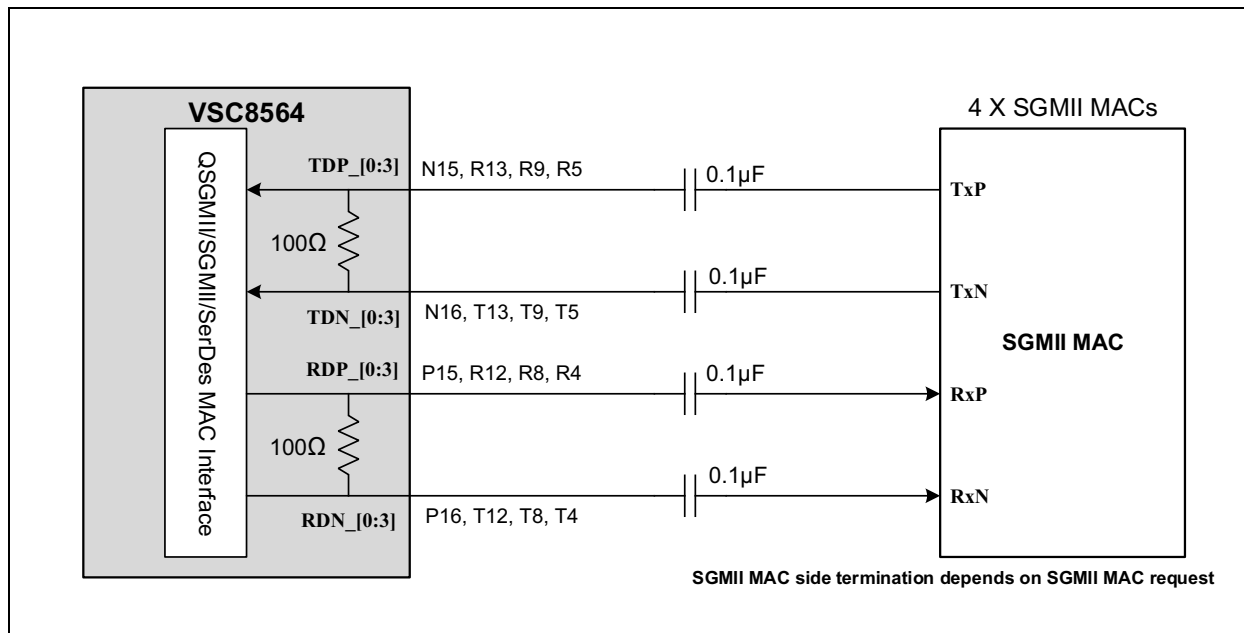 VSC8564
4 X SGMII MACs
QSGMII/SGMII/SerDes MAC Interface
TDP_[0:3]
N15, R13, R9, R5
0.1µF
TxP
100Ω
0.1µF
TDN_[0:3]
N16, T13, T9, T5
TxN
SGMII MAC
RDP_[0:3]
P15, R12, R8, R4
0.1µF
RxP
100Ω
0.1µF
RDN_[0:3]
P16, T12, T8, T4
RxN
SGMII MAC side termination depends on SGMII MAC request